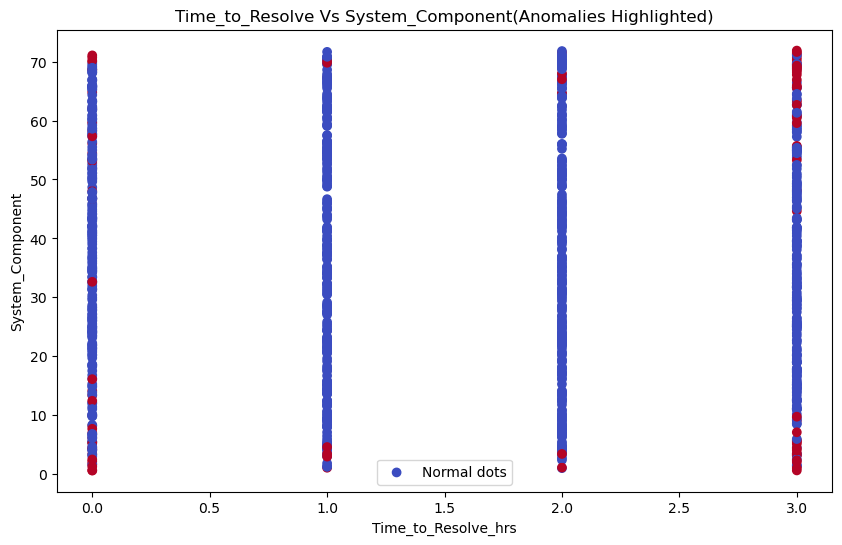 Time_to_Resolve Vs System_Component(Anomalies Highlighted)
System_Component
70
60
50
40
30
20
10
0
Normal dots
0.0 0.5 1.0 1.5 2.0 2.5 3.0
Time_to_Resolve_hrs